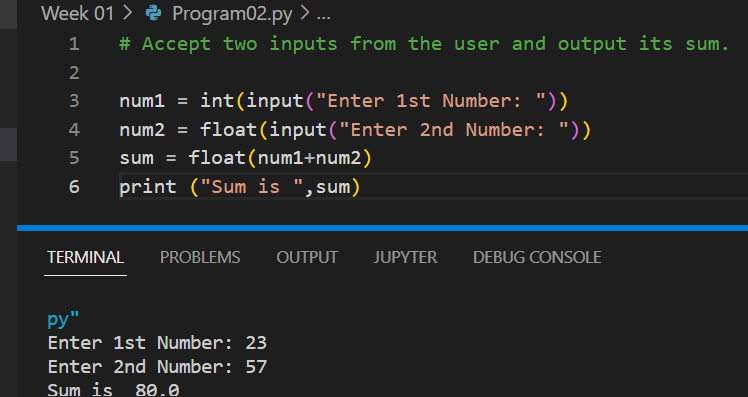 Week 01 > Program02.py > ...
1 # Accept two inputs from the user and output its sum.
2
3 num1 = int(input("Enter 1st Number: "))
4 num2 = float(input("Enter 2nd Number: "))
5 sum = float(num1+num2)
6 print ("Sum is ",sum)
TERMINAL PROBLEMS OUTPUT JUPYTER DEBUG CONSOLE
py"
Enter 1st Number: 23
Enter 2nd Number: 57
Sum is  80.0